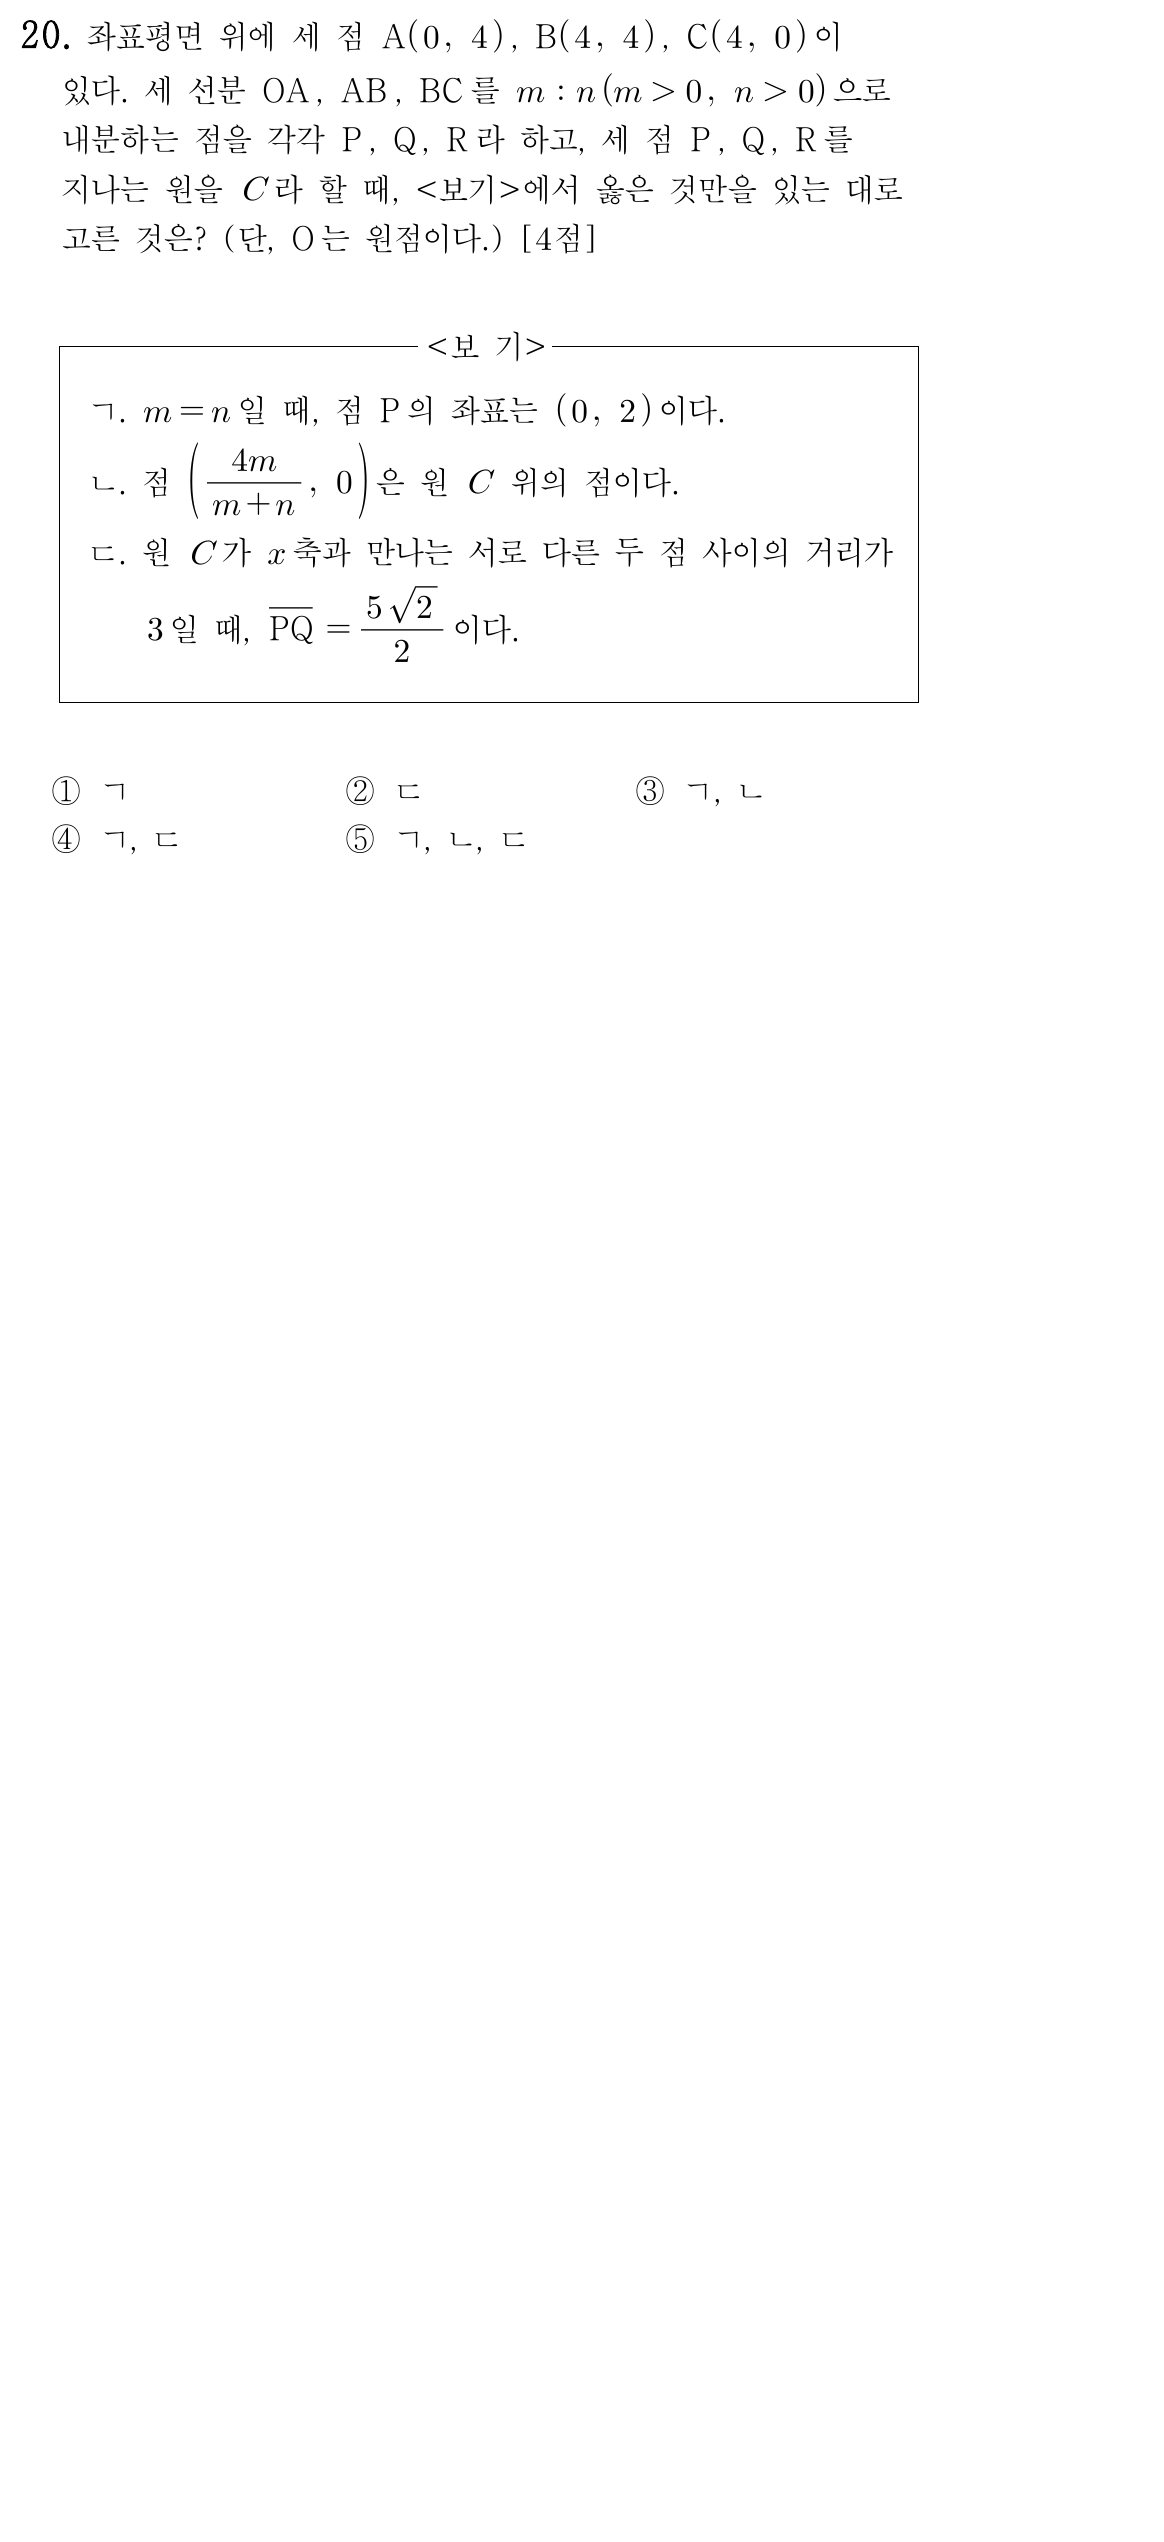 20. 좌표평면 위에 세 점 A(0, 4), B(4, 4), C(4, 0)이
있다. 세 선분 OA, AB, BC를 m : n(m > 0, n > 0)으로
내분하는 점을 각각 P, Q, R라 하고, 세 점 P, Q, R를
지나는 원을 C라 할 때, <보기>에서 옳은 것만을 있는 대로
고른 것은? (단, O는 원점이다.) [4점]
<보 기>
ㄱ. m = n일 때, 점 P의 좌표는 (0, 2)이다.
ㄴ. 점 (4m/(m+n), 0)은 원 C 위의 점이다.
ㄷ. 원 C가 x축과 만나는 서로 다른 두 점 사이의 거리가
3일 때, \overline{PQ} = 5√2/2 이다.
① ㄱ ② ㄷ ③ ㄱ, ㄴ
④ ㄱ, ㄷ ⑤ ㄱ, ㄴ, ㄷ